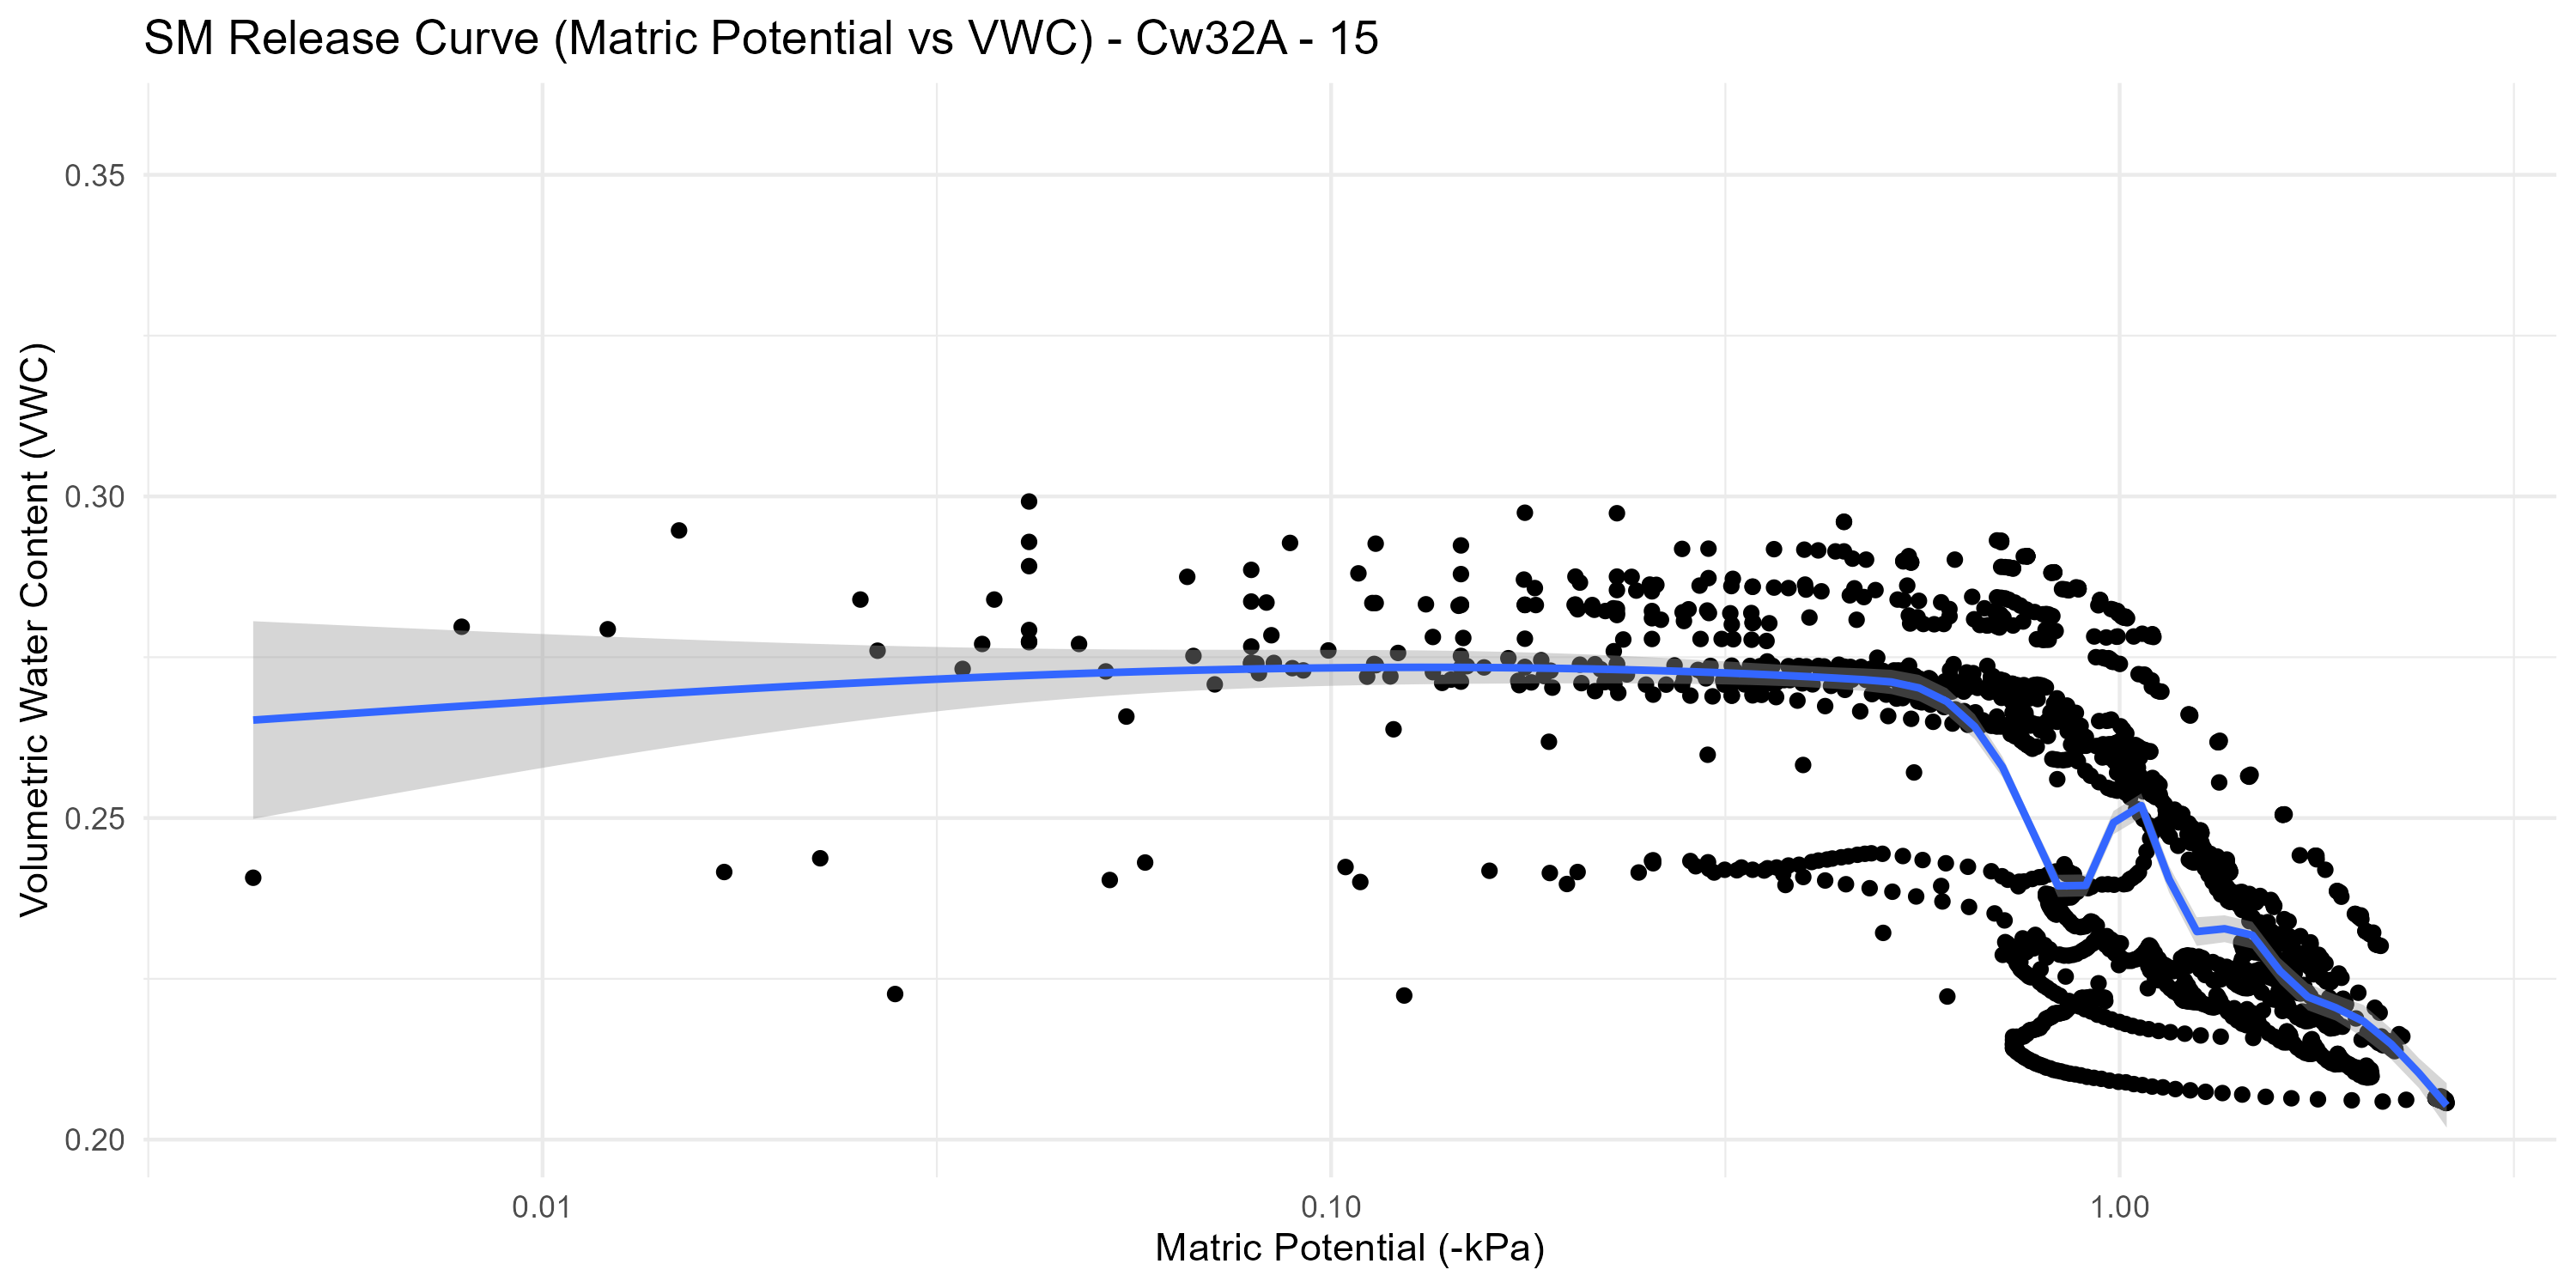 SM Release Curve (Matric Potential vs VWC) - Cw32A - 15
Volumetric Water Content (VWC)
0.35
0.30
0.25
0.20
0.01
0.10
1.00
Matric Potential (-kPa)